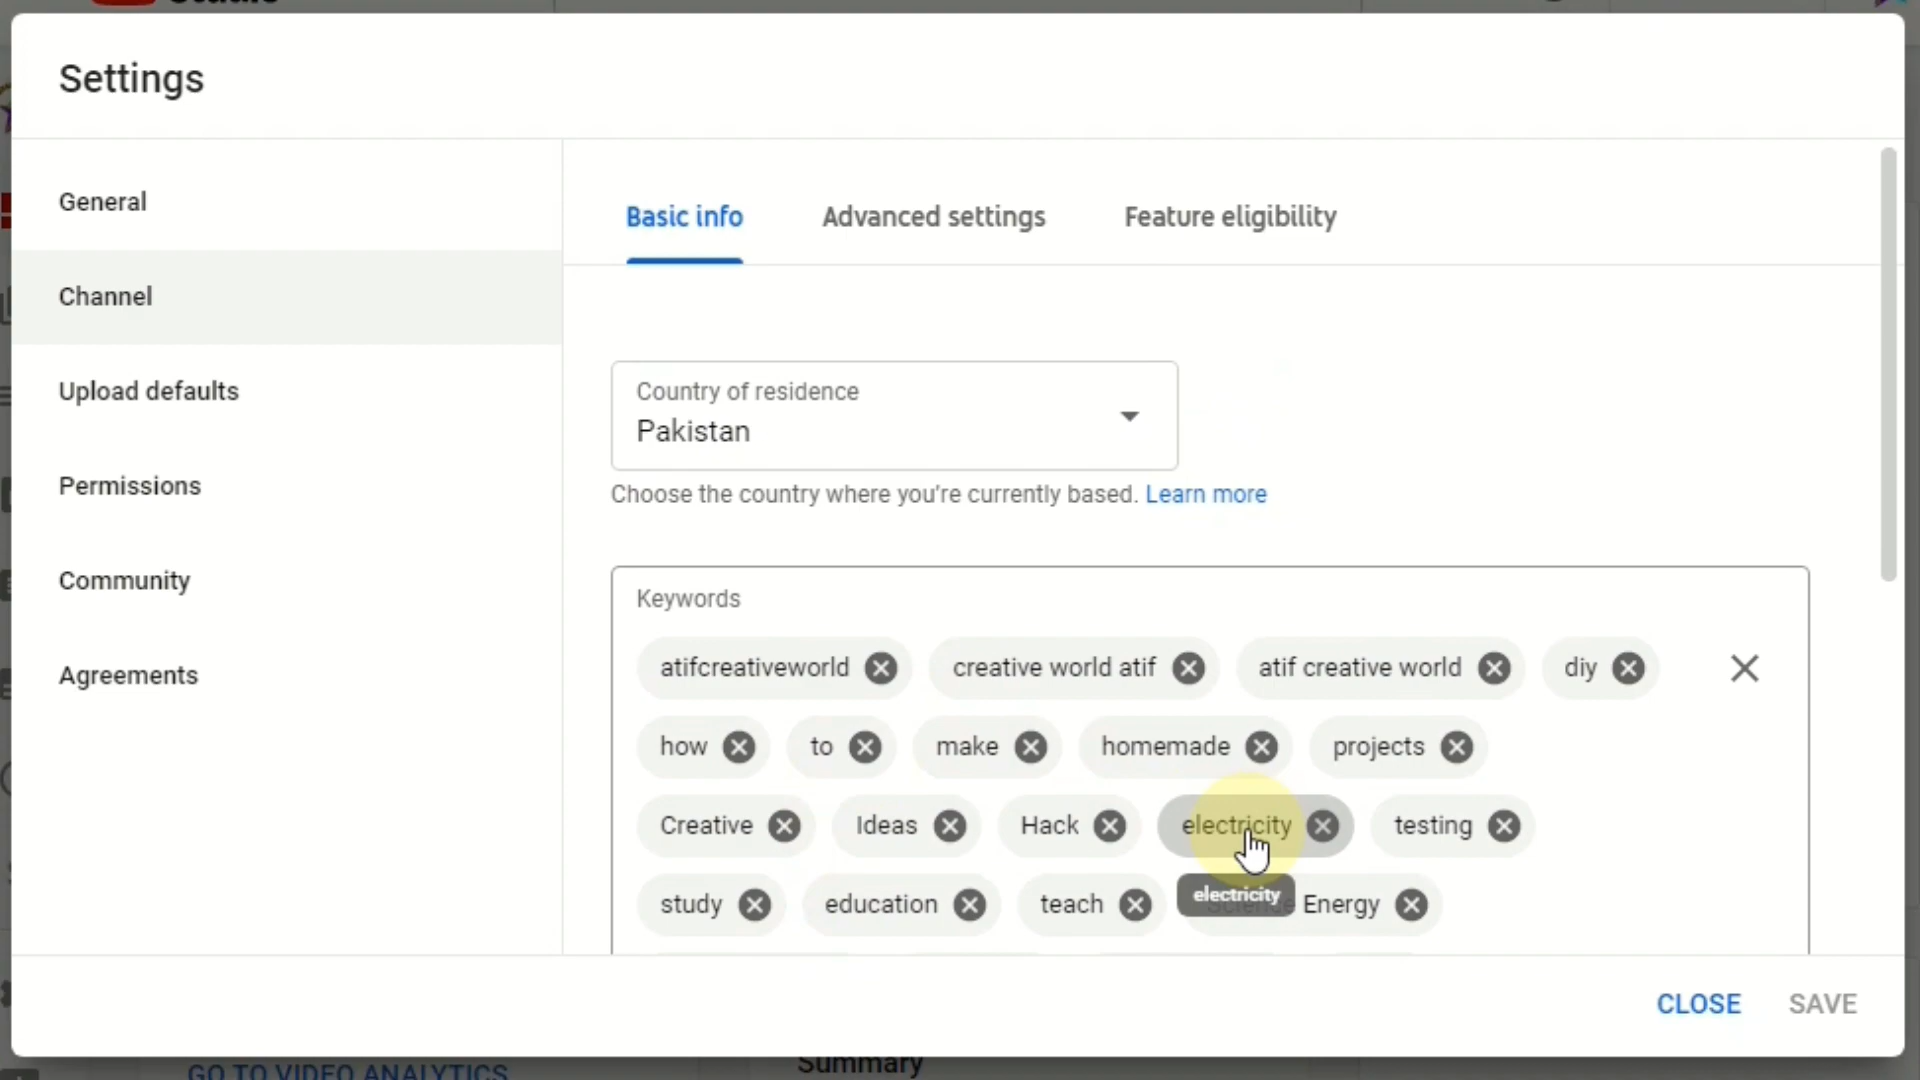 Settings
General
Channel
Upload defaults
Permissions
Community
Agreements
Basic info Advanced settings Feature eligibility
Country of residence
Pakistan
Choose the country where you're currently based. Learn more
Keywords
atifcreativeworld creative world atif atif creative world diy
how to make homemade projects
Creative Ideas Hack electricity testing
study education teach Science Energy
electricity
CLOSE SAVE
GO TO VIDEO ANALYTICS
Summary